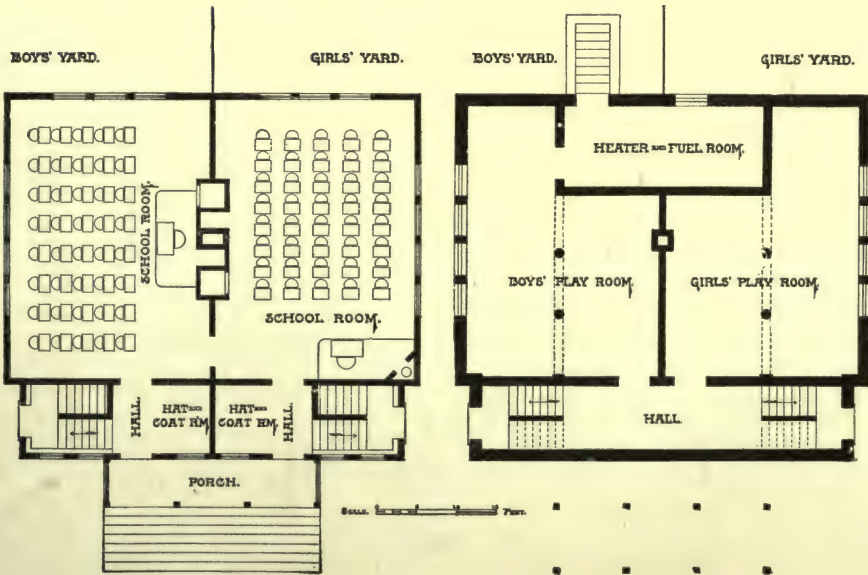 BOYS' YARD.
GIRLS' YARD.
SCHOOL ROOM.
SCHOOL ROOM.
HALL
HAT AND
COAT RM.
HAT AND
COAT RM.
HALL.
PORCH.
BOYS' YARD.
GIRLS' YARD.
HEATER AND FUEL ROOM.
BOYS' PLAY ROOM.
GIRLS' PLAY ROOM.
HALL.
SCALE.
FEET.